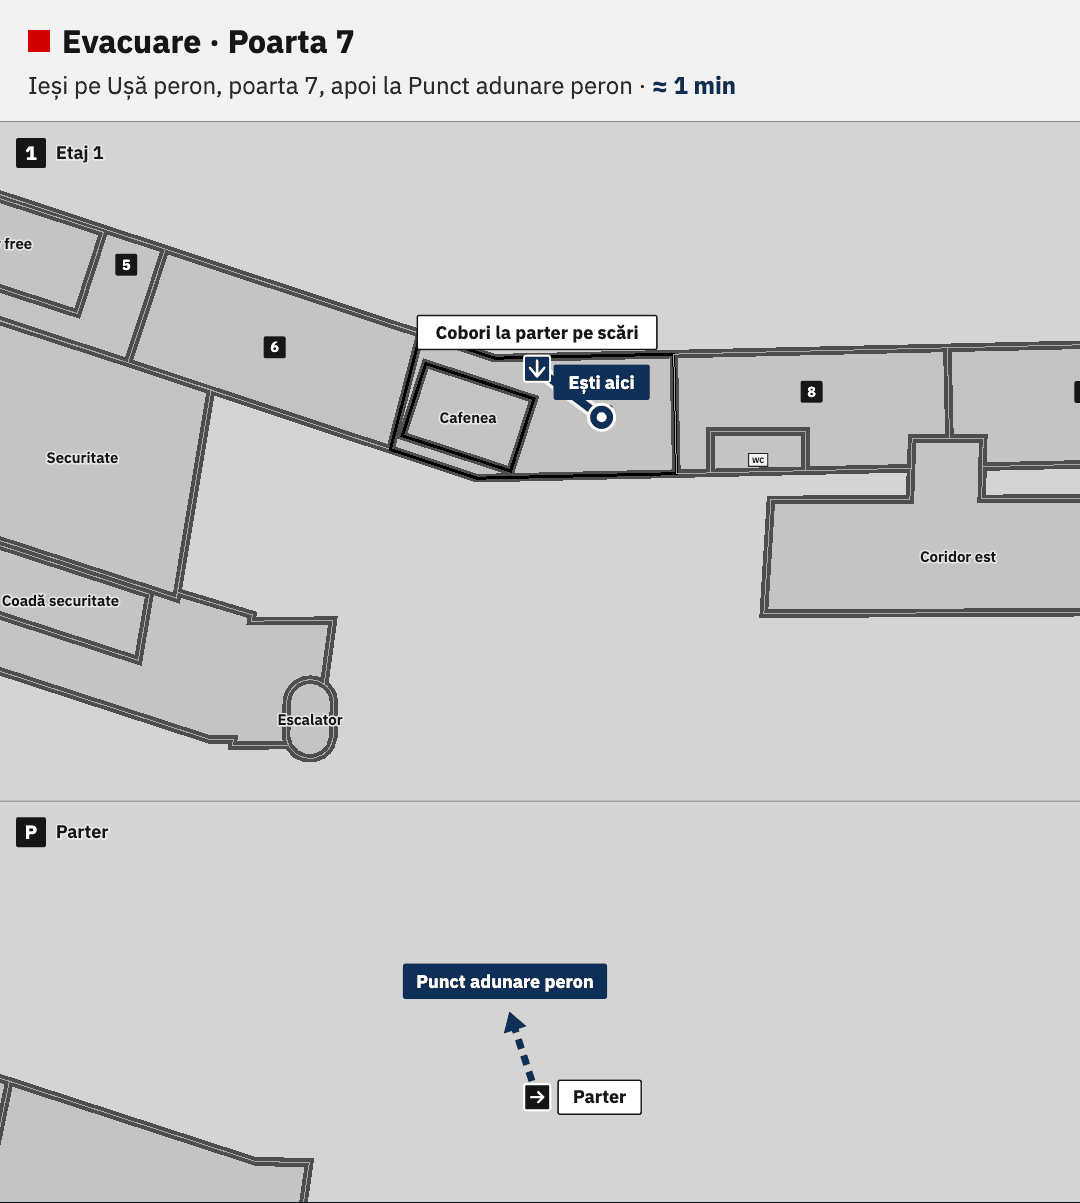 Evacuare · Poarta 7
Ieși pe Ușă peron, poarta 7, apoi la Punct adunare peron · ≈ 1 min
1 Etaj 1
free
5
6
Cobori la parter pe scări
Ești aici
Cafenea
8
WC
Securitate
Coridor est
Coadă securitate
Escalator
P Parter
Punct adunare peron
Parter